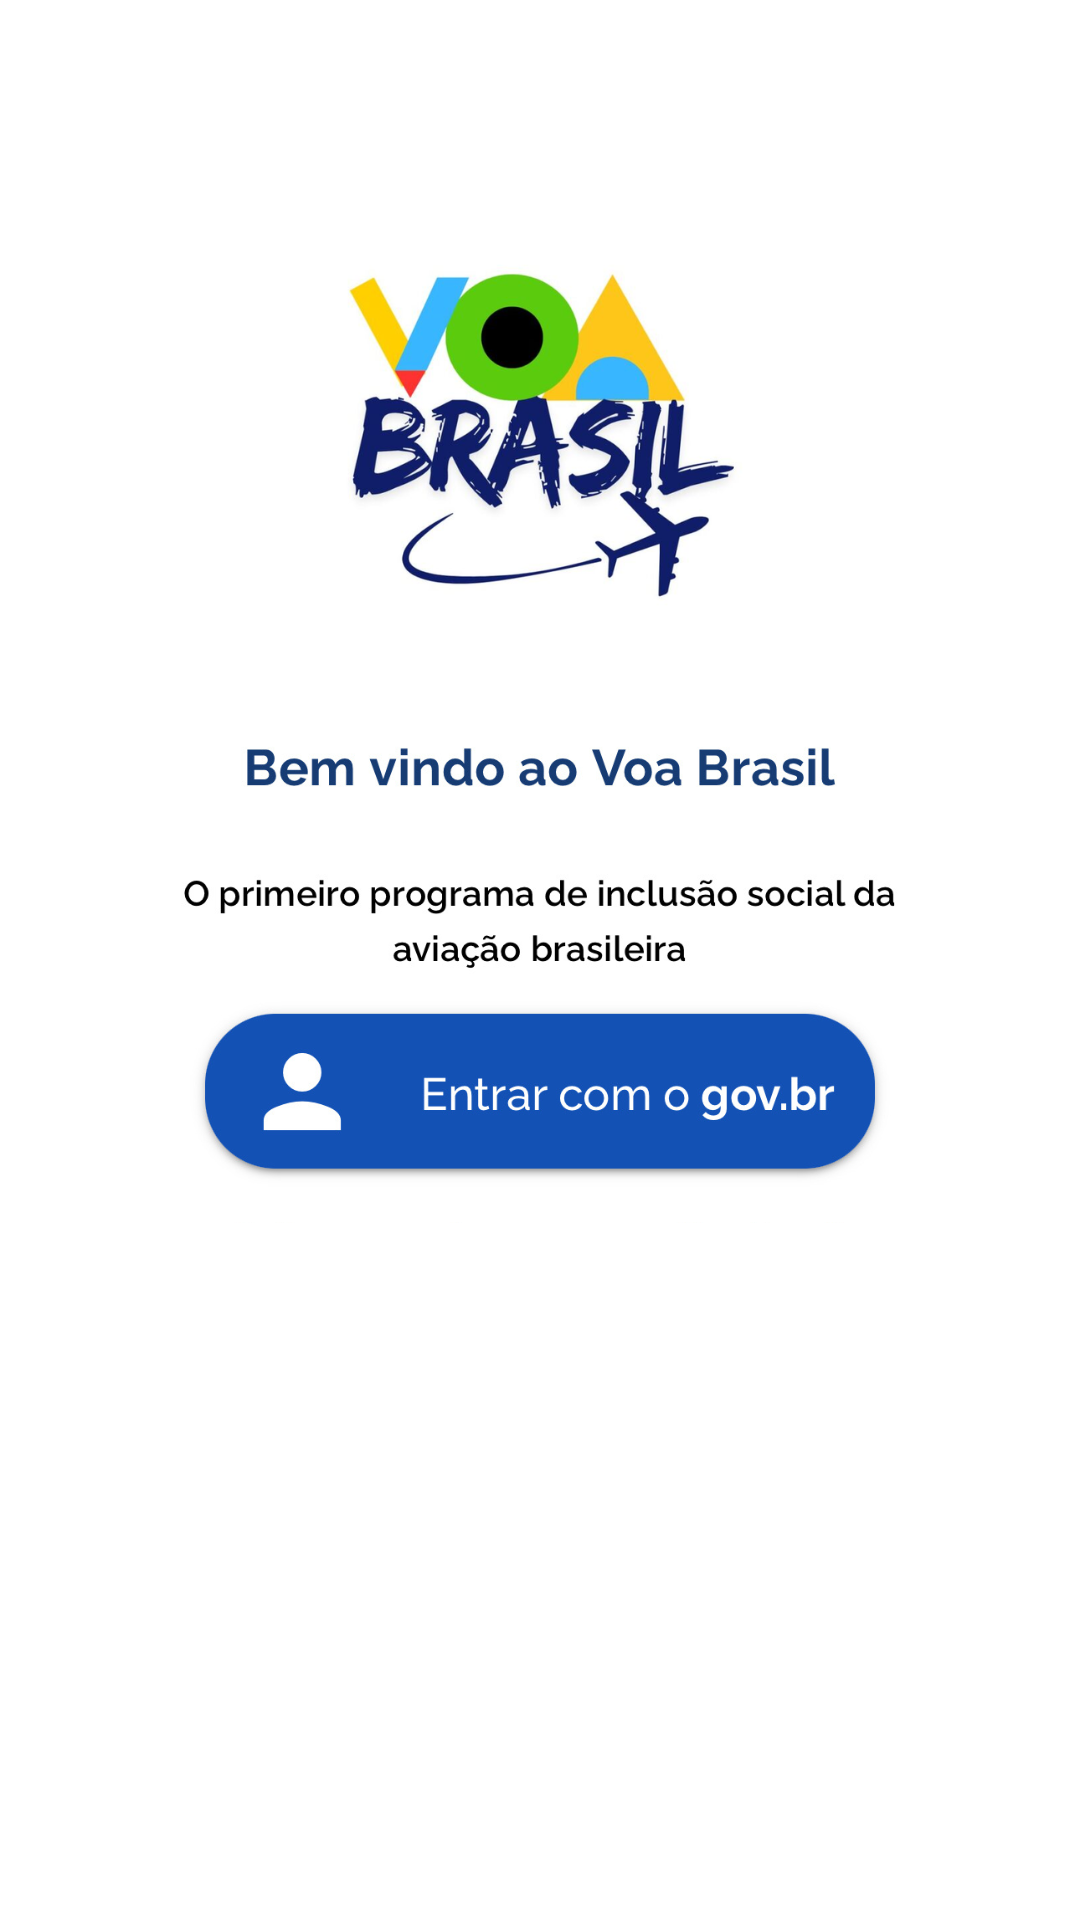 VOA
BRASIL
Bem vindo ao Voa Brasil
O primeiro programa de inclusão social da
aviação brasileira
Entrar com o gov.br